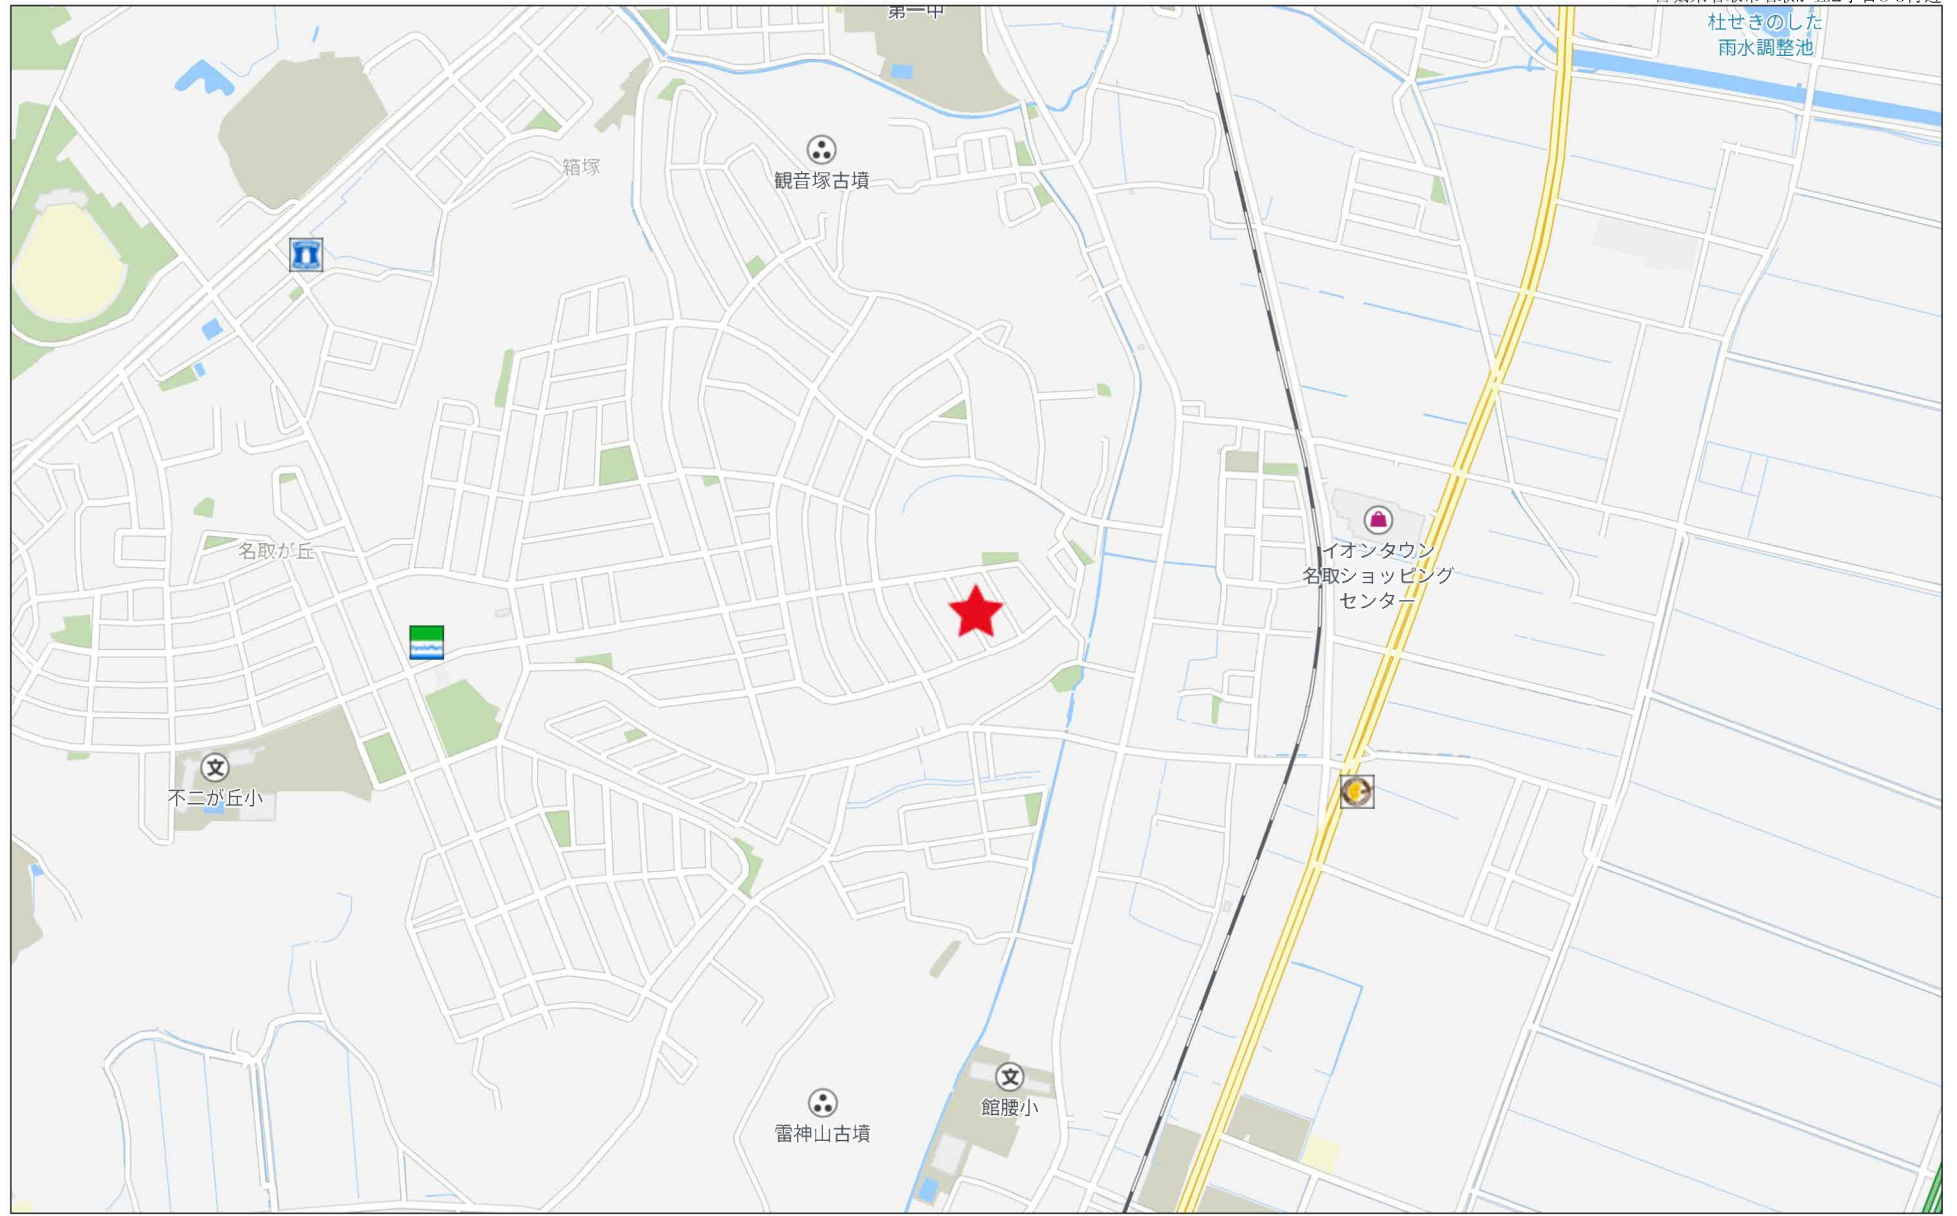 第一中
杜せきのした
雨水調整池
箱塚
観音塚古墳
名取が丘
イオンタウン
名取ショッピング
センター
FamilyMart
不二が丘小
館腰小
雷神山古墳